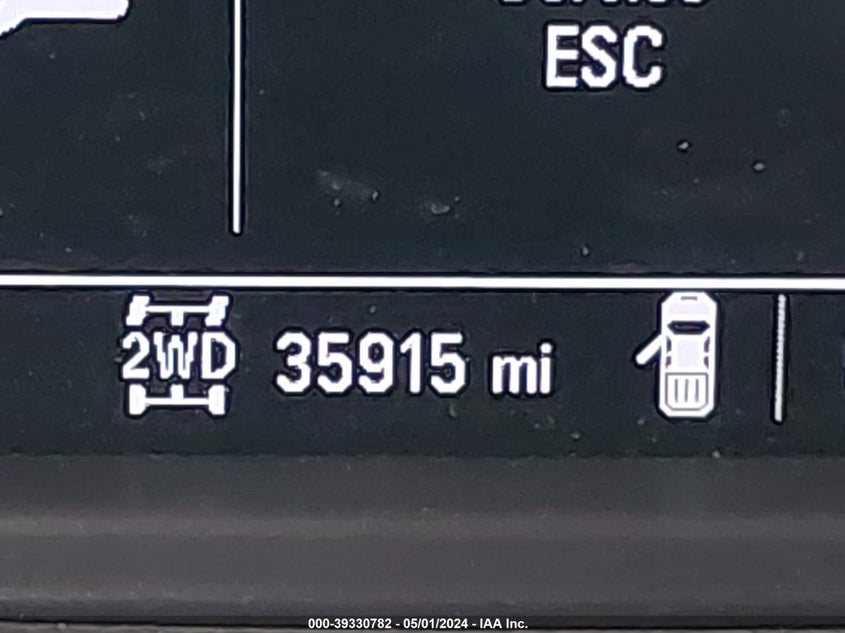 ESC
2WD 35915 mi
000-39330782 - 05/01/2024 - IAA Inc.